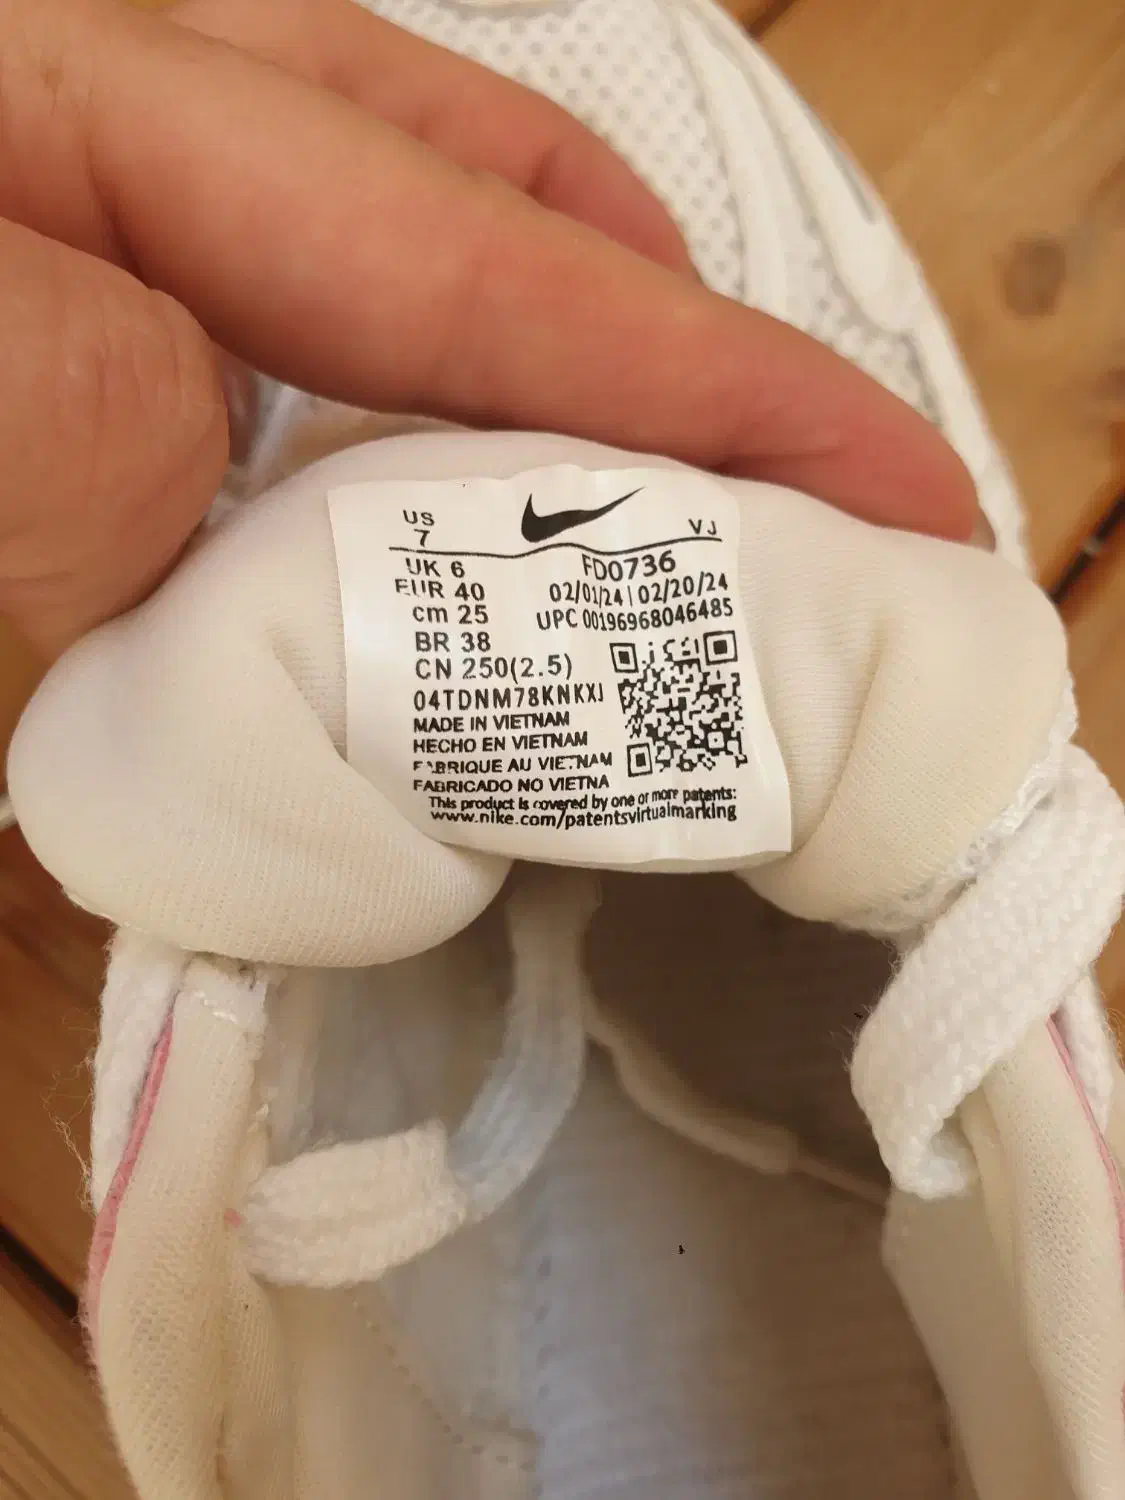 US
7
VJ
UK 6
FD0736
EUR 40
02/01/24 | 02/20/24
cm 25
UPC 00196968046485
BR 38
CN 250(2.5)
04TDNM78KNKXJ
MADE IN VIETNAM
HECHO EN VIETNAM
FABRIQUE AU VIETNAM
FABRICADO NO VIETNA
This product is covered by one or more patents:
www.nike.com/patentsvirtualmarking